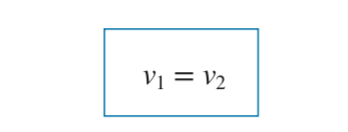 v₁ = v₂